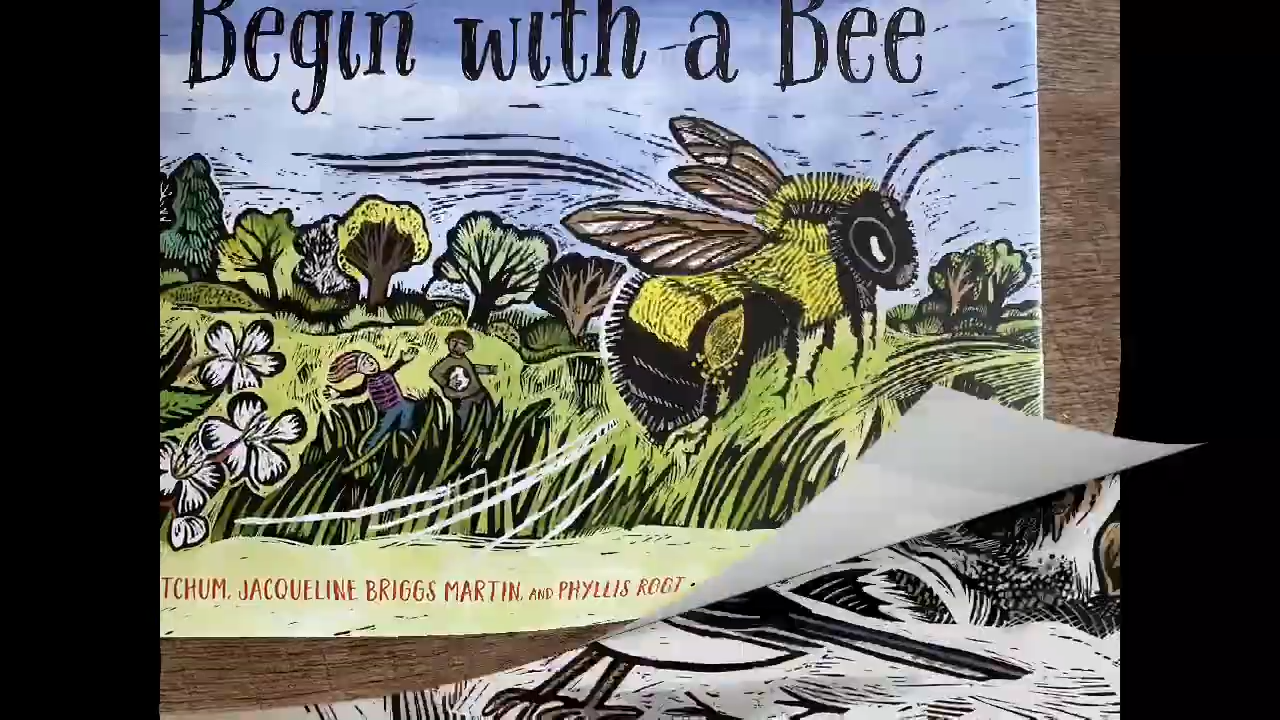 Begin with a Bee
TCHUM, JACQUELINE BRIGGS MARTIN, AND PHYLLIS ROOT •